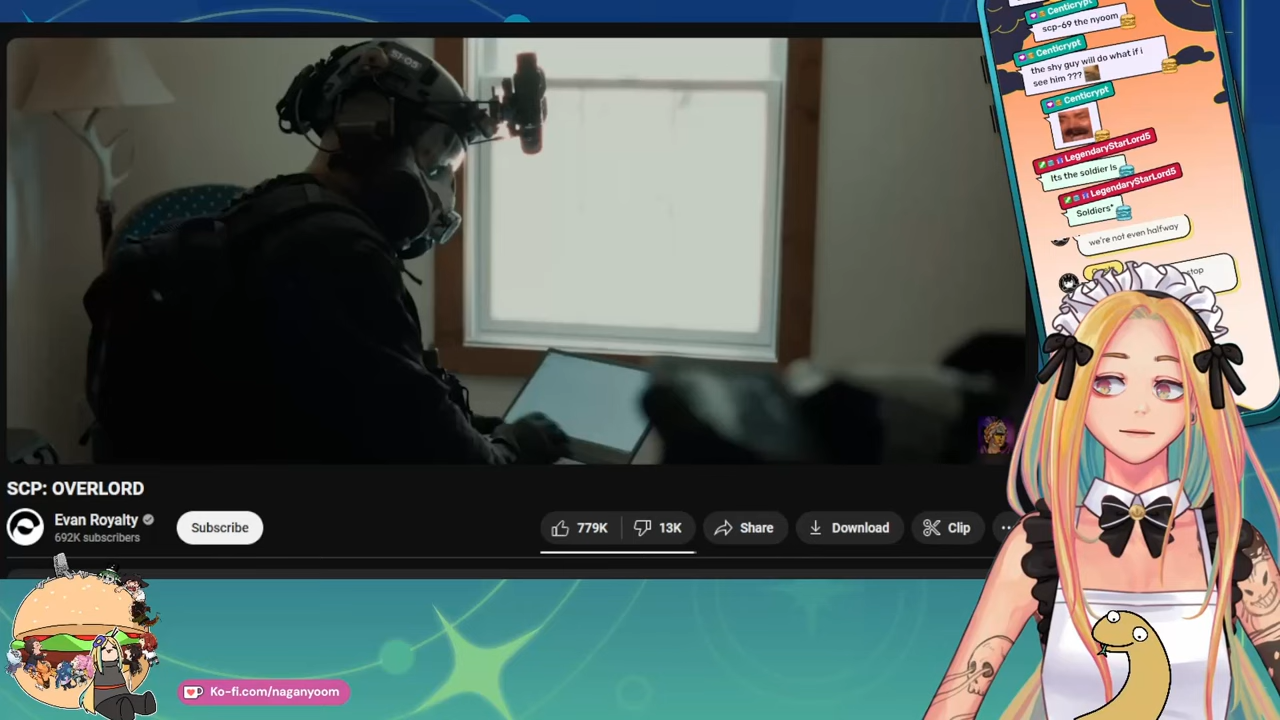 Centicrypt
scp-69 the nyoom
Centicrypt
the shy guy will do what if i
see him ???
Centicrypt
LegendaryStarLord5
Its the soldier is
LegendaryStarLord5
Soldiers*
we're not even halfway
stop
SCP: OVERLORD
Evan Royalty
692K subscribers
Subscribe
779K
13K
Share
Download
Clip
Ko-fi.com/naganyoom